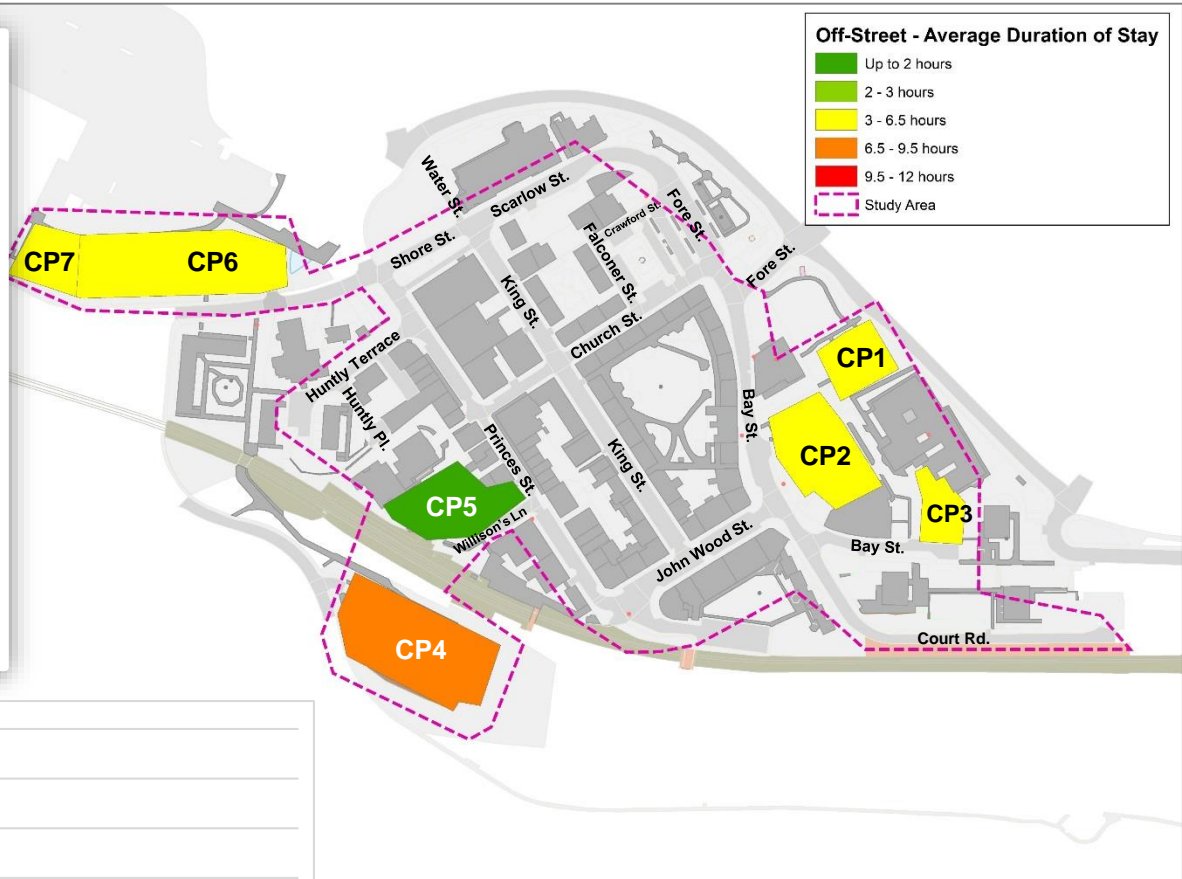 Off-Street - Average Duration of Stay
Up to 2 hours
2 - 3 hours
3 - 6.5 hours
6.5 - 9.5 hours
9.5 - 12 hours
Study Area
Water St.
Scarlow St.
Fore St.
Crawford St.
Falconer St.
Shore St.
Fore St.
King St.
Church St.
CP7
CP6
Huntly Terrace
CP1
Huntly Pl.
Bay St.
Princes St.
King St.
CP2
CP5
CP3
Willison's Ln
John Wood St.
Bay St.
CP4
Court Rd.